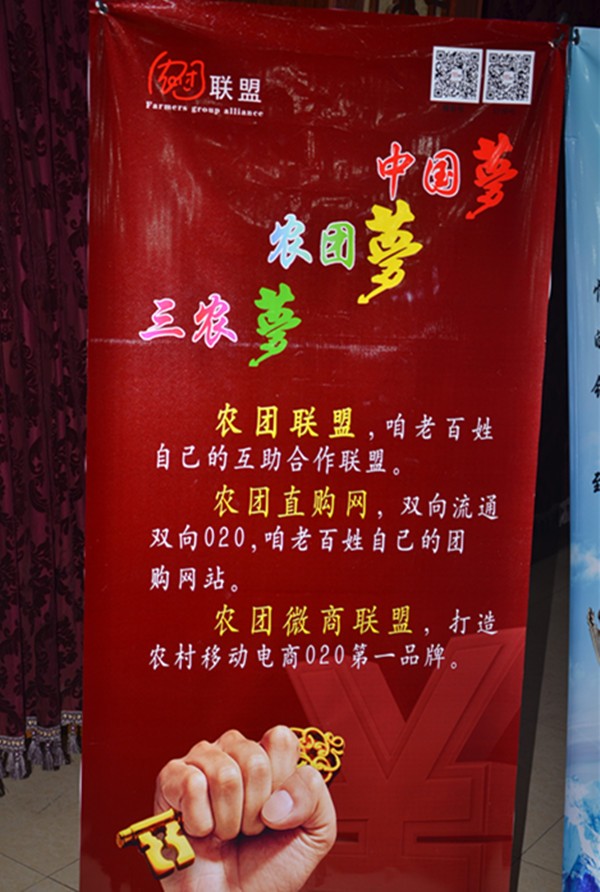 联盟
Farmers group alliance
中国梦
农团梦
三农梦
农团联盟,咱老百姓
自己的互助合作联盟。
农团直购网,双向流通
双向O2O,咱老百姓自己的团
购网站。
农团微商联盟,打造
农村移动电商O2O第一品牌。